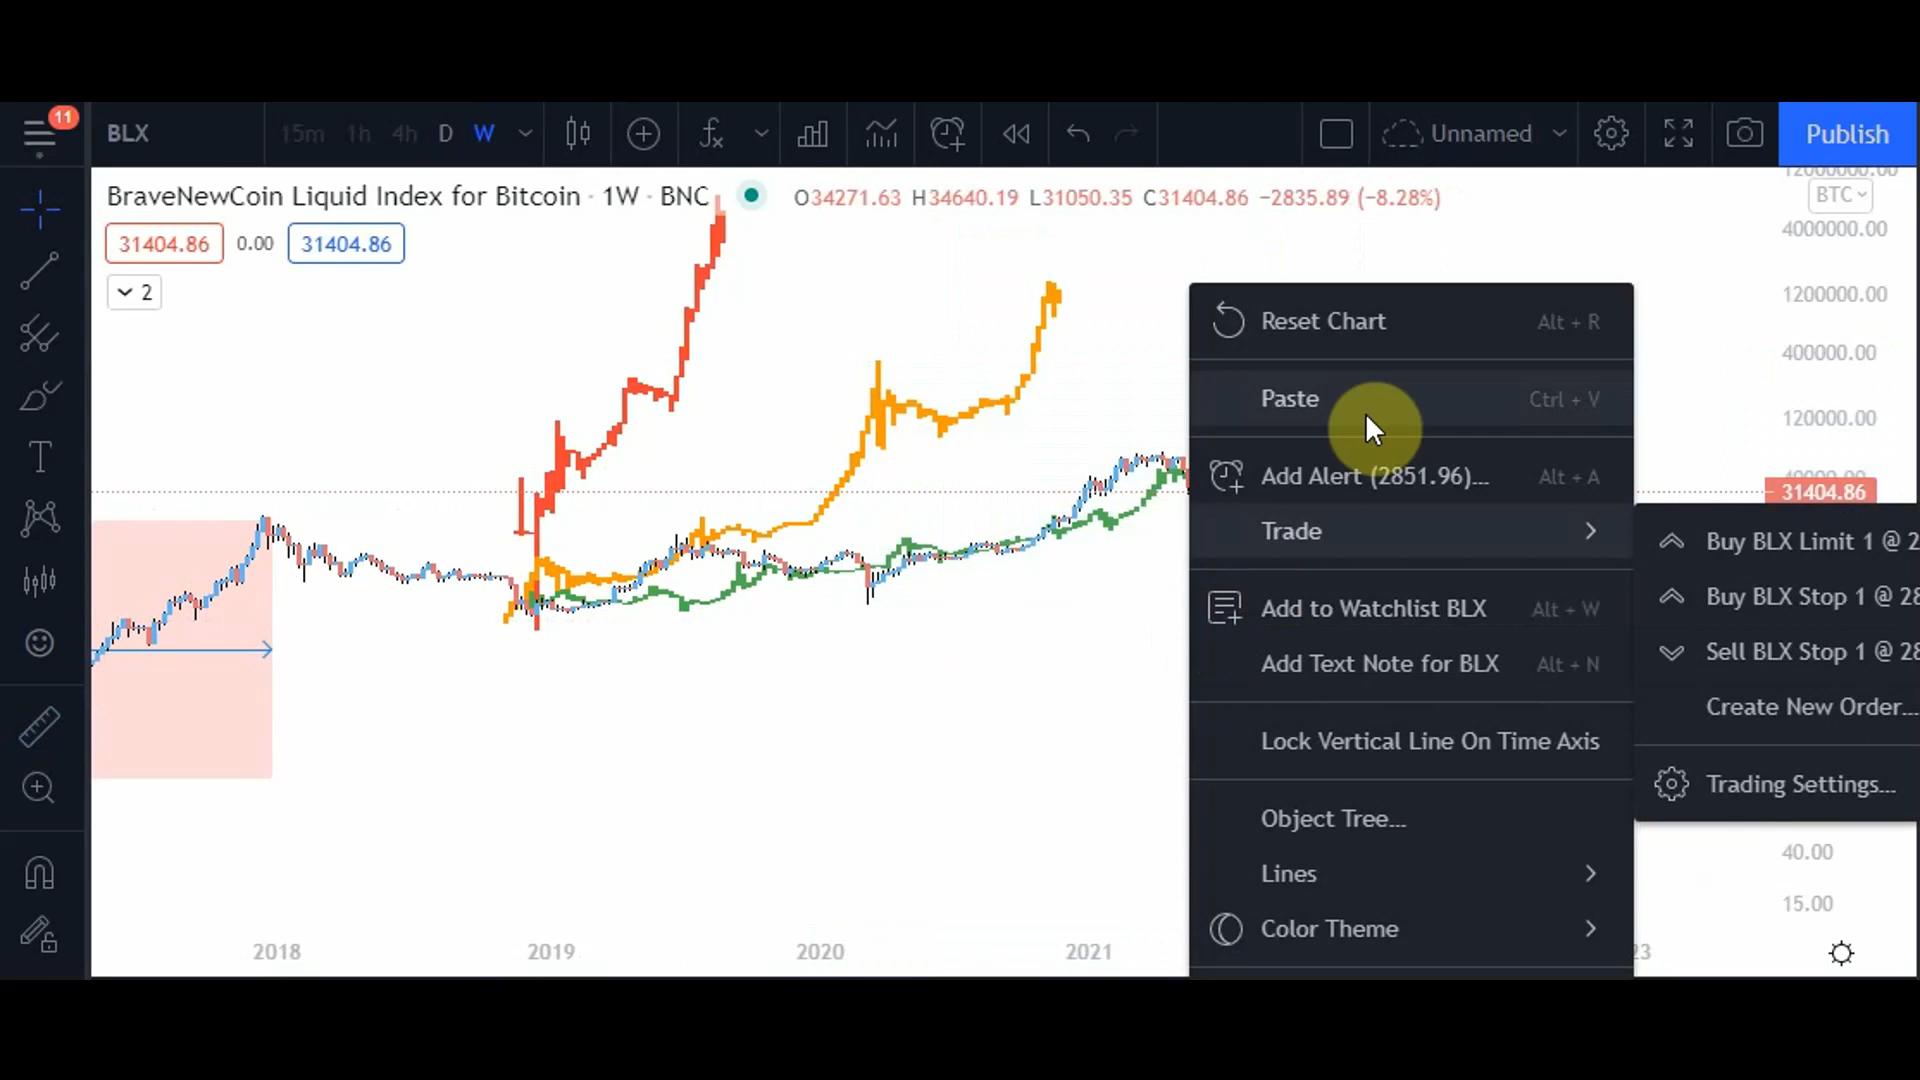 11
BLX
15m 1h 4h D W
Unnamed
Publish
BraveNewCoin Liquid Index for Bitcoin · 1W · BNC
O34271.63 H34640.19 L31050.35 C31404.86 −2835.89 (−8.28%)
12000000.00
BTC
31404.86 0.00 31404.86
4000000.00
2
1200000.00
Reset Chart Alt + R
400000.00
Paste Ctrl + V
120000.00
Add Alert (2851.96)... Alt + A
40000.00
31404.86
Trade
Buy BLX Limit 1 @ 2
Buy BLX Stop 1 @ 28
Add to Watchlist BLX Alt + W
Sell BLX Stop 1 @ 28
Add Text Note for BLX Alt + N
Create New Order...
Lock Vertical Line On Time Axis
Trading Settings...
Object Tree...
40.00
Lines
15.00
Color Theme
2018 2019 2020 2021 23